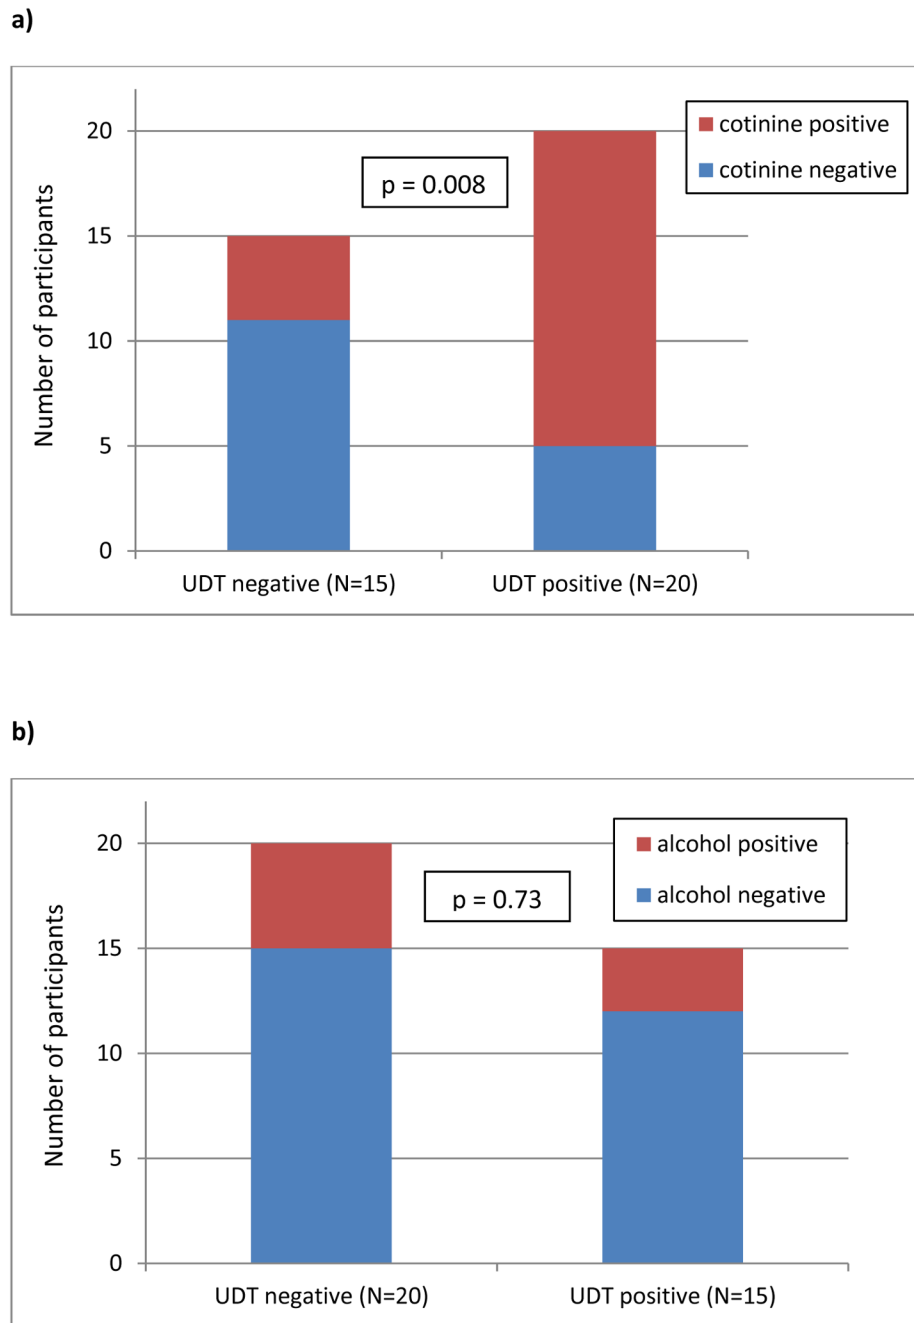 a)
cotinine positive
cotinine negative
p = 0.008
Number of participants
20
15
10
5
0
UDT negative (N=15)
UDT positive (N=20)
b)
alcohol positive
alcohol negative
p = 0.73
Number of participants
20
15
10
5
0
UDT negative (N=20)
UDT positive (N=15)